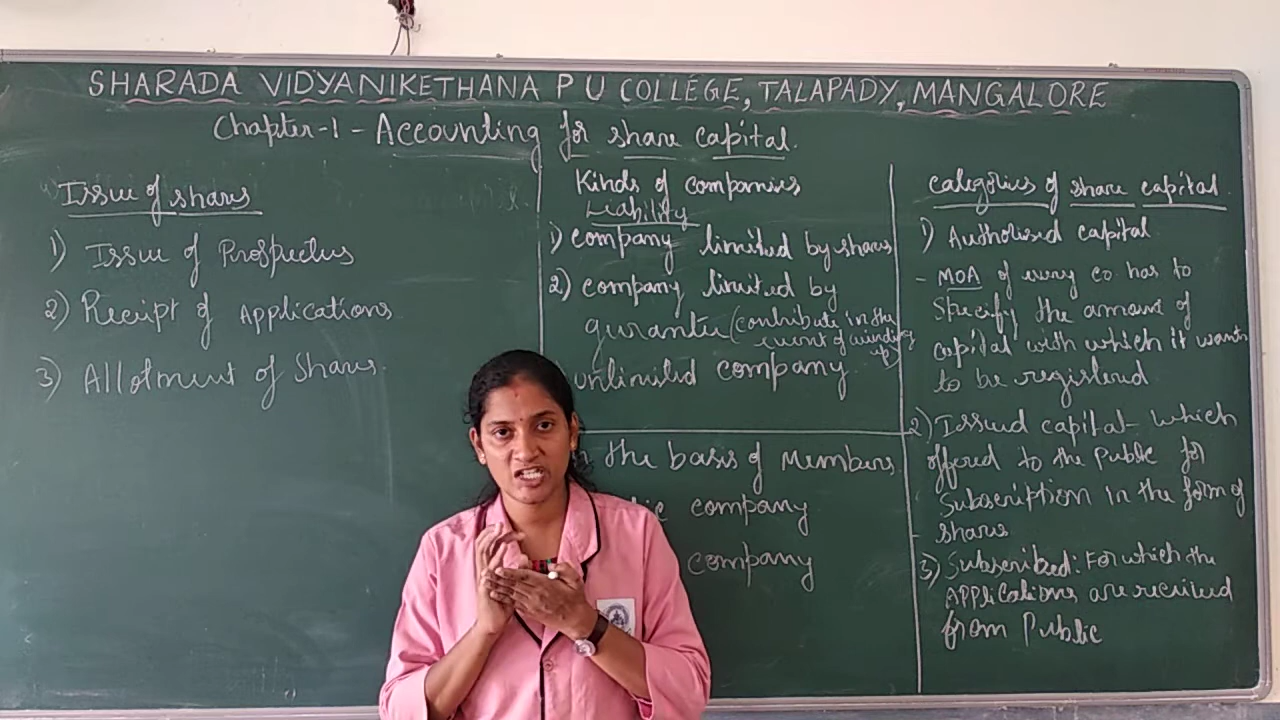 SHARADA VIDYANIKETHANA P U COLLEGE, TALAPADY, MANGALORE
Chapter-1 - Accounting for share capital.
Issue of shares
1) Issue of Prospectus
2) Receipt of Applications
3) Allotment of Shares.
Kinds of companies
Liability
1) company limited by shares
2) company limited by
gurantee (contribute in the
event of winding
up)
unlimited company
the basis of Members
company
company
categories of share capital
1) Authorised capital
- MOA of every co has to
specify the amount of
capital with which it wants
to be registered
2) Issued capital - which
offered to the Public for
Subscription in the form of
- shares
3) Subscribed: For which the
Applications are received
from Public